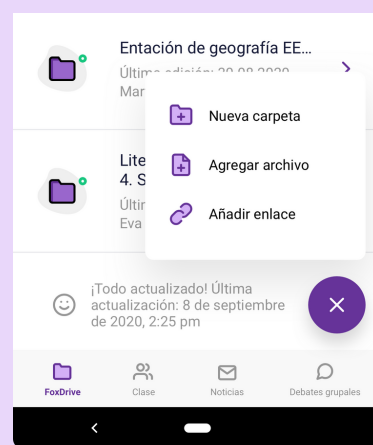 Entación de geografía EE...
Última edición: 20.08.2020
Mar
Nueva carpeta
Lite
4. S
Agregar archivo
Eva
Añadir enlace
¡Todo actualizado! Última
actualización: 8 de septiembre
de 2020, 2:25 pm
FoxDrive
Clase
Noticias
Debates grupales